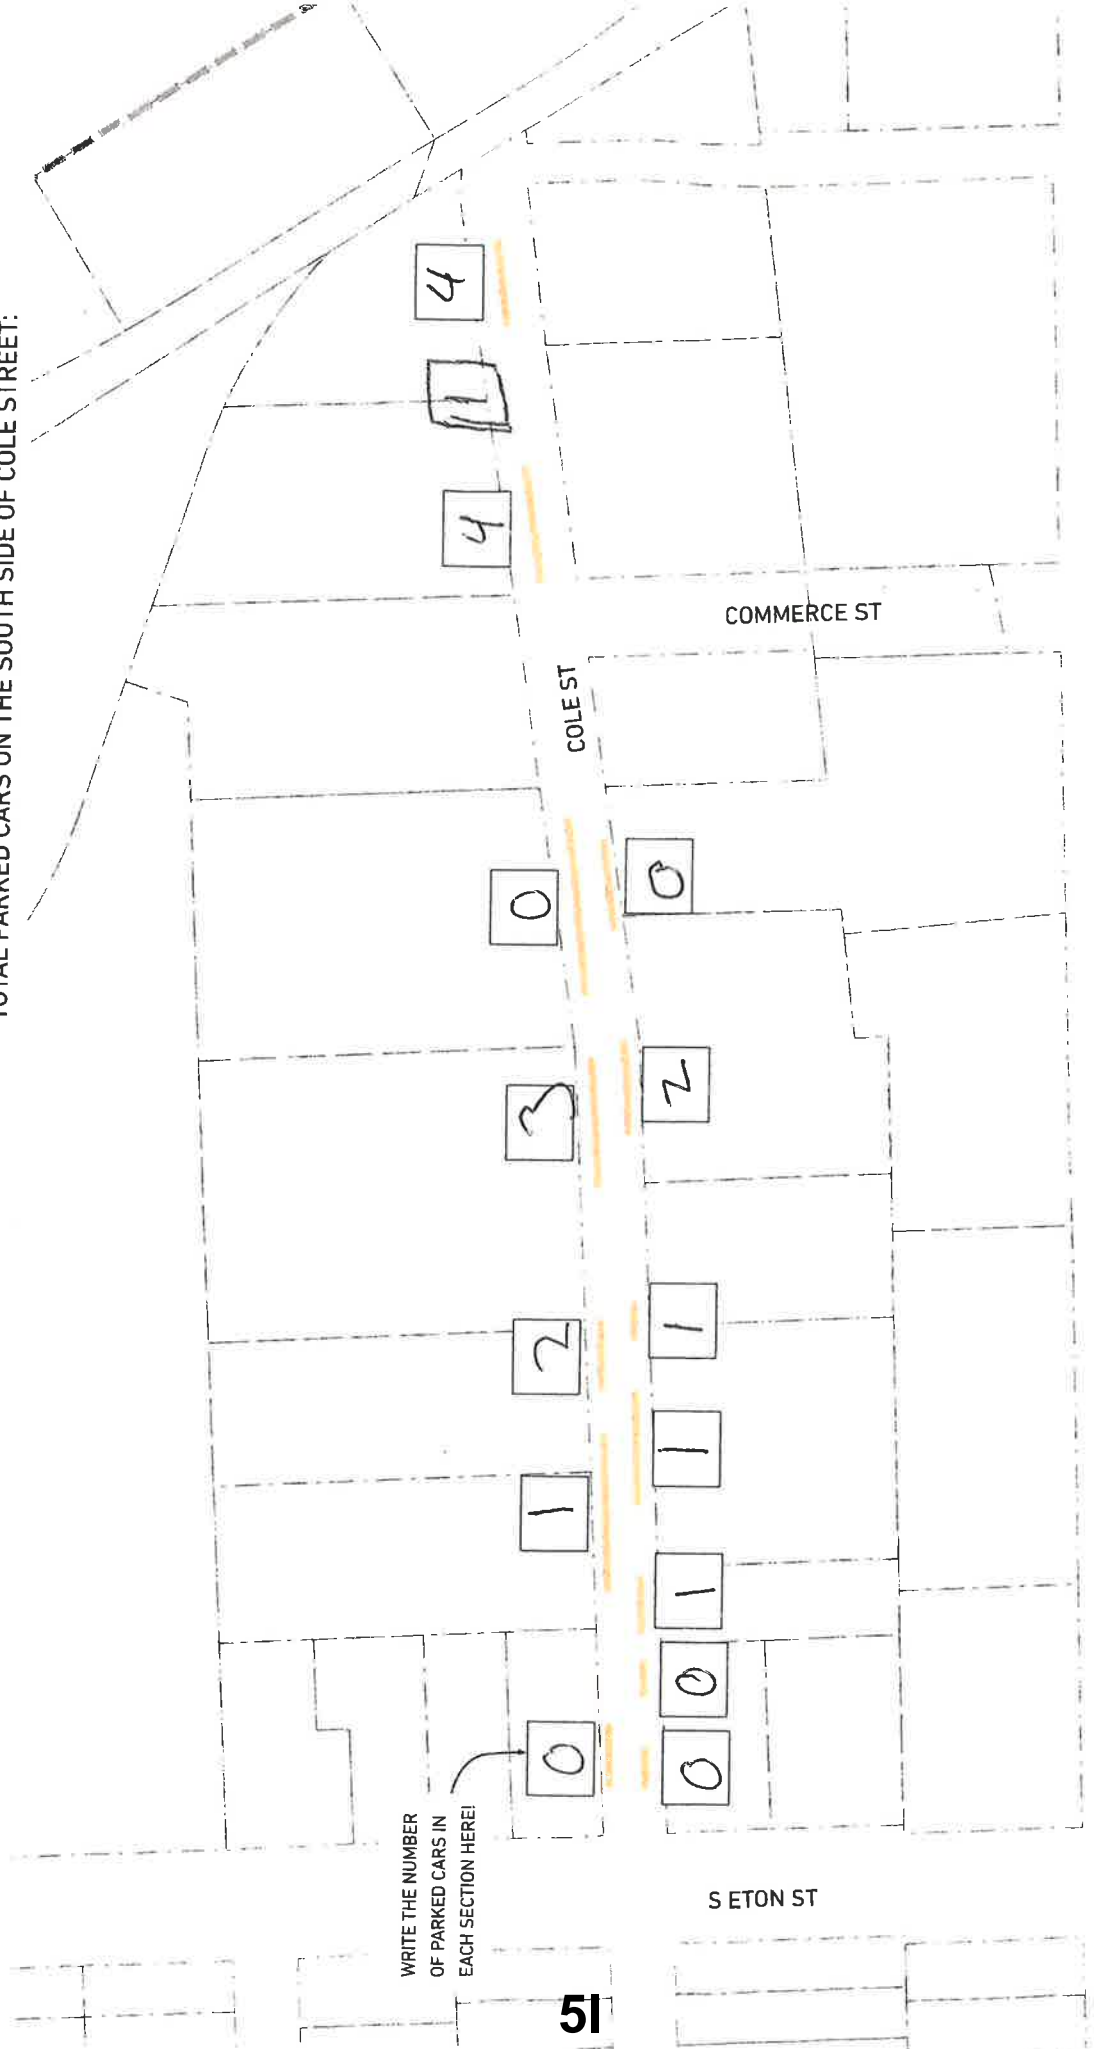 TOTAL PARKED CARS ON THE SOUTH SIDE OF COLE STREET:
WRITE THE NUMBER
OF PARKED CARS IN
EACH SECTION HERE!
0
1
2
3
0
4
4
COLE ST
0
0
1
1
1
2
0
S ETON ST
COMMERCE ST
5I